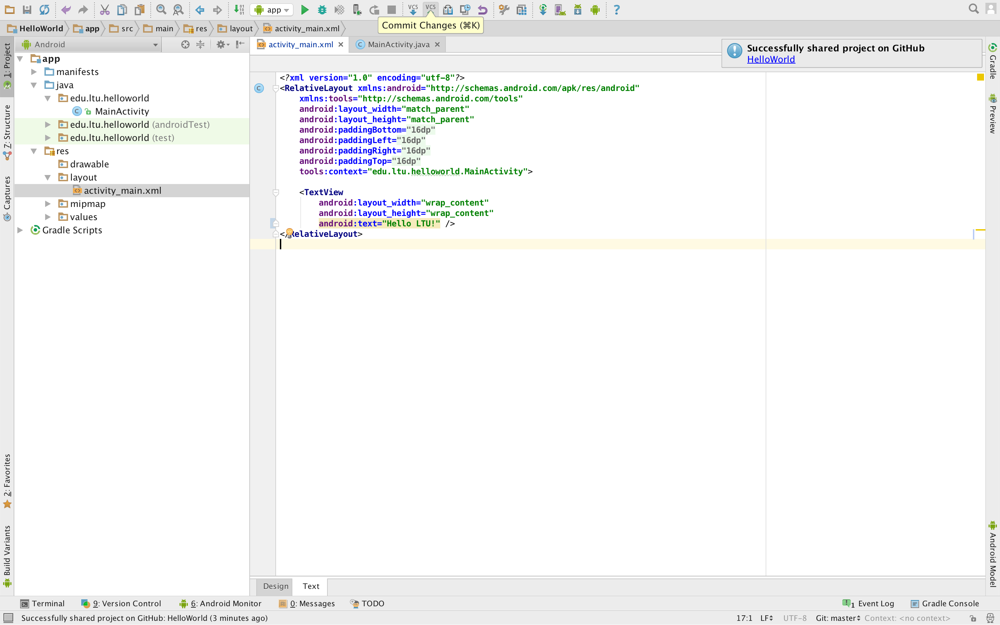 app
VCS
VCS
Commit Changes (⌘K)
HelloWorld
app
src
main
res
layout
activity_main.xml
Android
activity_main.xml
MainActivity.java
Successfully shared project on GitHub
HelloWorld
1: Project
7: Structure
Captures
2: Favorites
Build Variants
app
manifests
java
edu.ltu.helloworld
MainActivity
edu.ltu.helloworld (androidTest)
edu.ltu.helloworld (test)
res
drawable
layout
activity_main.xml
mipmap
values
Gradle Scripts
<?xml version="1.0" encoding="utf-8"?>
<RelativeLayout xmlns:android="http://schemas.android.com/apk/res/android"
xmlns:tools="http://schemas.android.com/tools"
android:layout_width="match_parent"
android:layout_height="match_parent"
android:paddingBottom="16dp"
android:paddingLeft="16dp"
android:paddingRight="16dp"
android:paddingTop="16dp"
tools:context="edu.ltu.helloworld.MainActivity">
<TextView
android:layout_width="wrap_content"
android:layout_height="wrap_content"
android:text="Hello LTU!" />
</RelativeLayout>
Gradle
Preview
Android Model
Design
Text
Terminal
9: Version Control
6: Android Monitor
0: Messages
TODO
1 Event Log
Gradle Console
Successfully shared project on GitHub: HelloWorld (3 minutes ago)
17:1
LF
UTF-8
Git: master
Context: <no context>